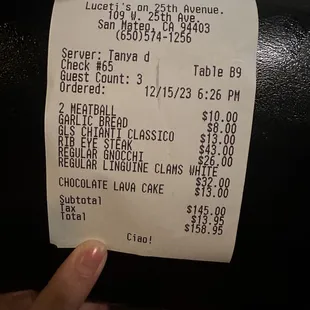 Luceti's on 25th Avenue.
109 W. 25th Ave.
San Mateo, CA 94403
(650)574-1256
Server: Tanya d
Check #65 Table B9
Guest Count: 3
Ordered: 12/15/23 6:26 PM
2 MEATBALL $10.00
GARLIC BREAD $8.00
GLS CHIANTI CLASSICO $13.00
RIB EYE STEAK $43.00
REGULAR GNOCCHI $26.00
REGULAR LINGUINE CLAMS WHITE
$32.00
CHOCOLATE LAVA CAKE $13.00
Subtotal $145.00
Tax $13.95
Total $158.95
Ciao!